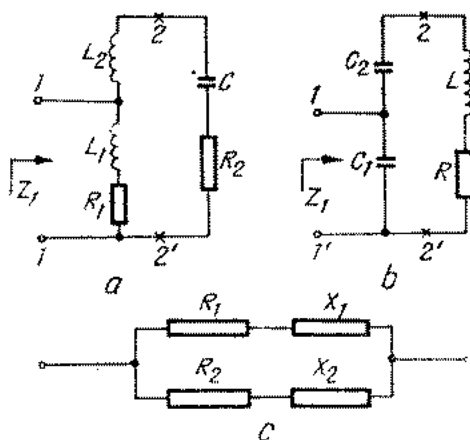 2
2
L₂
C
C₂
L
1
1
L₁
R₂
C₁
R
Z₁
R₁
Z₁
1
2'
1'
2'
a
b
R₁
X₁
R₂
X₂
c